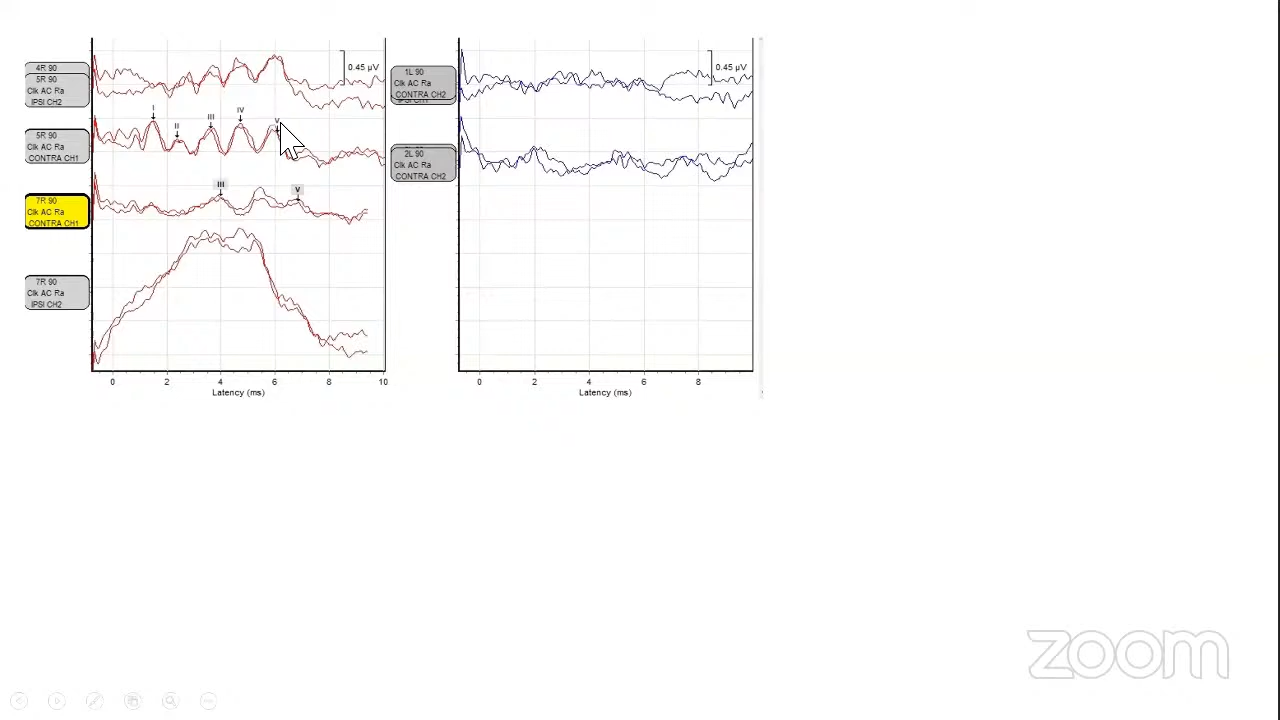 4R 90
5R 90
Clk AC Ra
IPSI CH2
0.45 µV
I
II
III
IV
V
5R 90
Clk AC Ra
CONTRA CH1
III
V
7R 90
Clk AC Ra
CONTRA CH1
7R 90
Clk AC Ra
IPSI CH2
0 2 4 6 8 10
Latency (ms)
1L 90
Clk AC Ra
CONTRA CH2
0.45 µV
2L 90
Clk AC Ra
CONTRA CH2
0 2 4 6 8
Latency (ms)
zoom